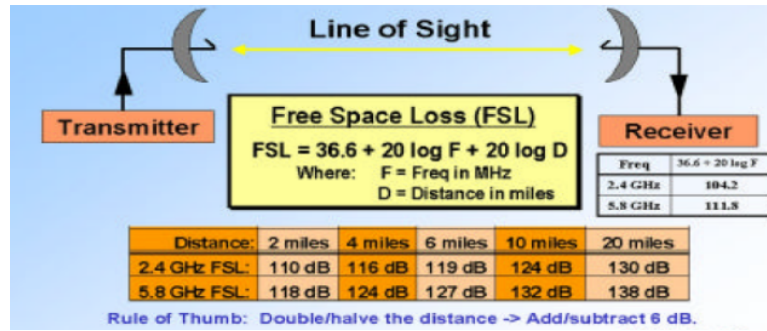 Line of Sight
Transmitter
Free Space Loss (FSL)
FSL = 36.6 + 20 log F + 20 log D
Where: F = Freq in MHz
D = Distance in miles
Receiver
Freq 36.6 + 20 log F
2.4 GHz 104.2
5.8 GHz 111.8
Distance: 2 miles 4 miles 6 miles 10 miles 20 miles
2.4 GHz FSL: 110 dB 116 dB 119 dB 124 dB 130 dB
5.8 GHz FSL: 118 dB 124 dB 127 dB 132 dB 138 dB
Rule of Thumb: Double/halve the distance -> Add/subtract 6 dB.